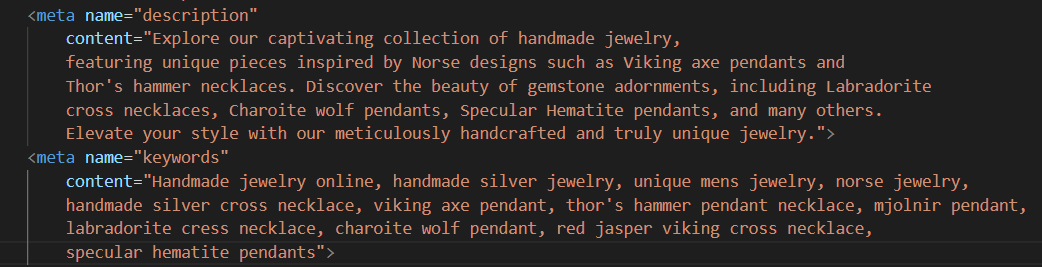 <meta name="description"
content="Explore our captivating collection of handmade jewelry,
featuring unique pieces inspired by Norse designs such as Viking axe pendants and
Thor's hammer necklaces. Discover the beauty of gemstone adornments, including Labradorite
cross necklaces, Charoite wolf pendants, Specular Hematite pendants, and many others.
Elevate your style with our meticulously handcrafted and truly unique jewelry.">
<meta name="keywords"
content="Handmade jewelry online, handmade silver jewelry, unique mens jewelry, norse jewelry,
handmade silver cross necklace, viking axe pendant, thor's hammer pendant necklace, mjolnir pendant,
labradorite cress necklace, charoite wolf pendant, red jasper viking cross necklace,
specular hematite pendants">